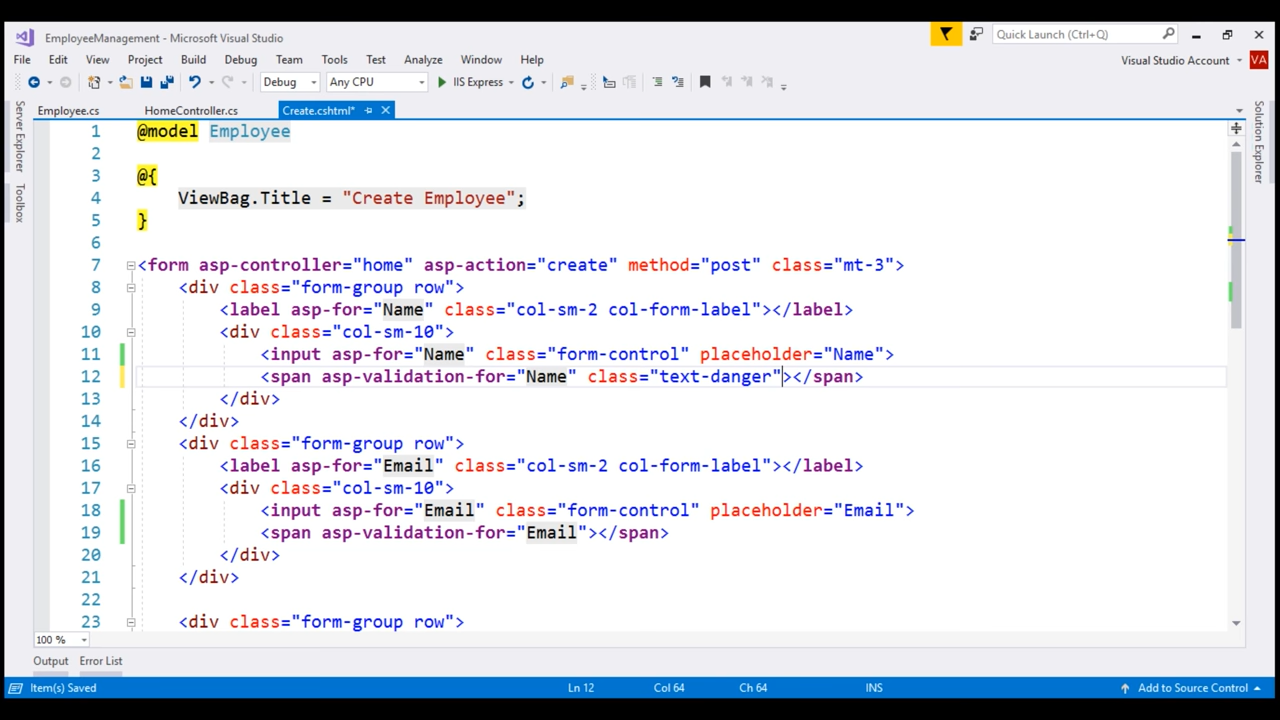 EmployeeManagement - Microsoft Visual Studio
Quick Launch (Ctrl+Q)
File Edit View Project Build Debug Team Tools Test Analyze Window Help
Visual Studio Account VA
Debug Any CPU IIS Express
Server Explorer
Toolbox
Solution Explorer
Employee.cs HomeController.cs Create.cshtml*
1 @model Employee
2
3 @{
4 ViewBag.Title = "Create Employee";
5 }
6
7 <form asp-controller="home" asp-action="create" method="post" class="mt-3">
8 <div class="form-group row">
9 <label asp-for="Name" class="col-sm-2 col-form-label"></label>
10 <div class="col-sm-10">
11 <input asp-for="Name" class="form-control" placeholder="Name">
12 <span asp-validation-for="Name" class="text-danger"></span>
13 </div>
14 </div>
15 <div class="form-group row">
16 <label asp-for="Email" class="col-sm-2 col-form-label"></label>
17 <div class="col-sm-10">
18 <input asp-for="Email" class="form-control" placeholder="Email">
19 <span asp-validation-for="Email"></span>
20 </div>
21 </div>
22
23 <div class="form-group row">
100 %
Output Error List
Item(s) Saved Ln 12 Col 64 Ch 64 INS Add to Source Control